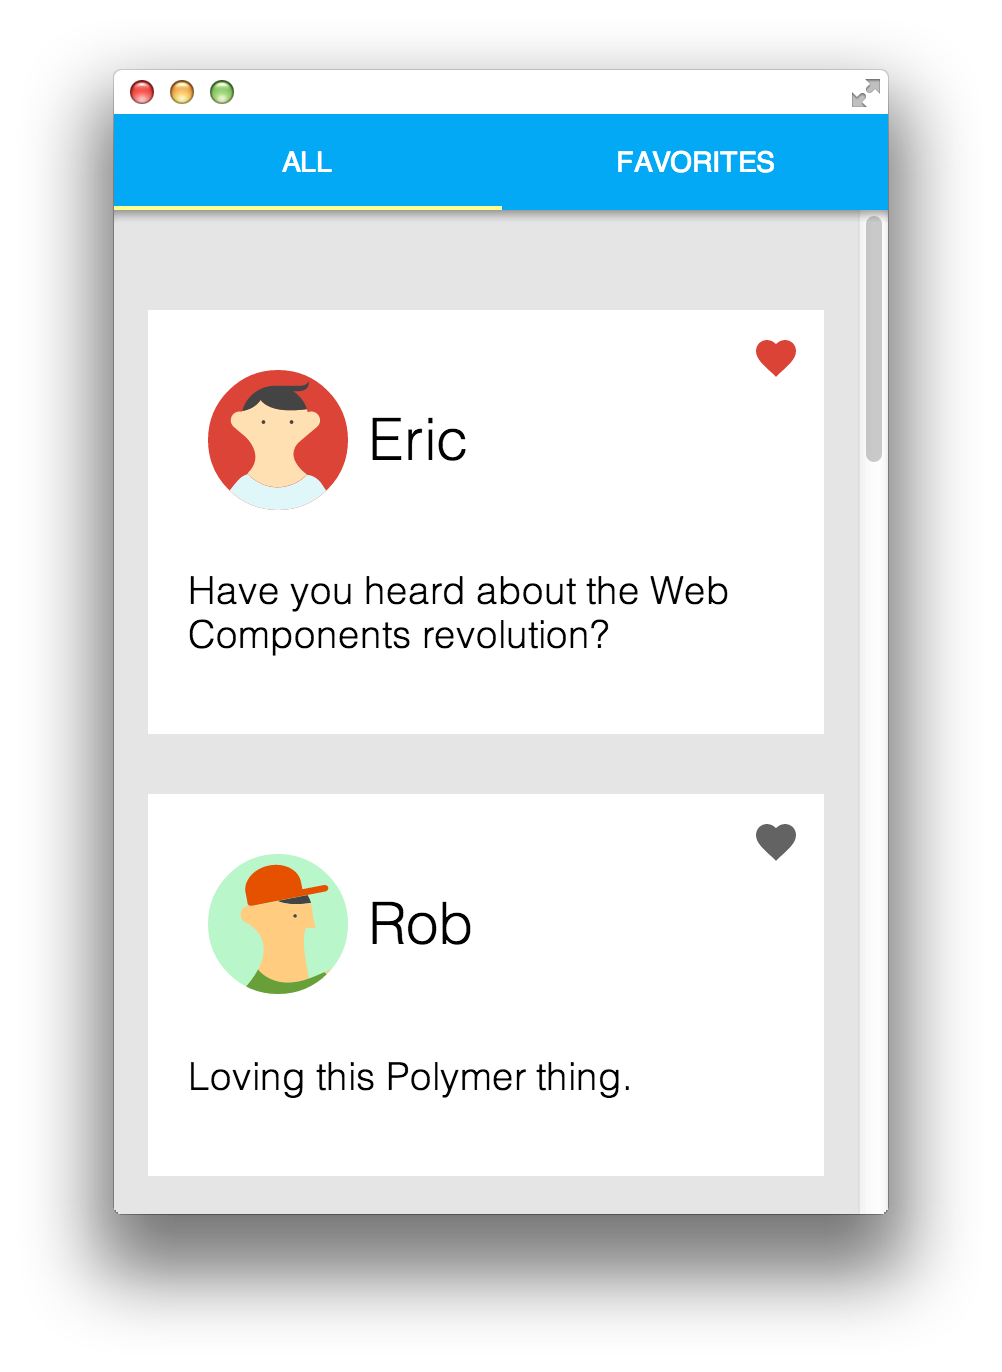 ALL FAVORITES
Eric
Have you heard about the Web
Components revolution?
Rob
Loving this Polymer thing.